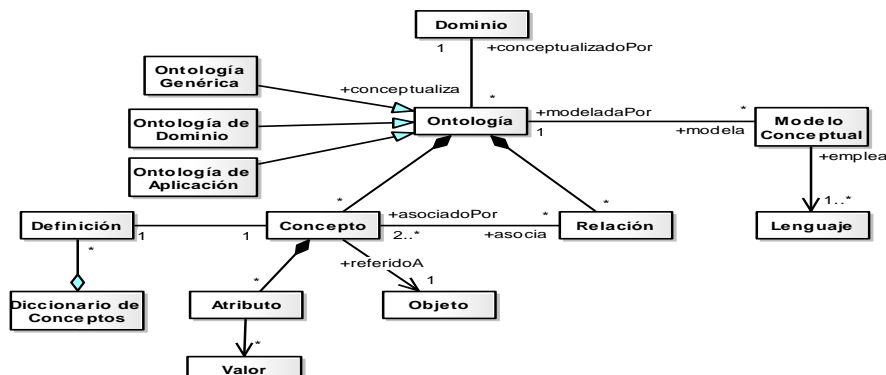 Dominio
1
+conceptualizadoPor
Ontología
Genérica
+conceptualiza
*
Ontología de
Dominio
Ontología
+modeladaPor
*
1
+modela
Modelo
Conceptual
Ontología de
Aplicación
+emplea
*
*
1..*
Definición
1
1
Concepto
+asociadoPor
*
2..*
+asocia
Relación
Lenguaje
*
*
+referidoA
1
Diccionario de
Conceptos
Atributo
Objeto
*
Valor